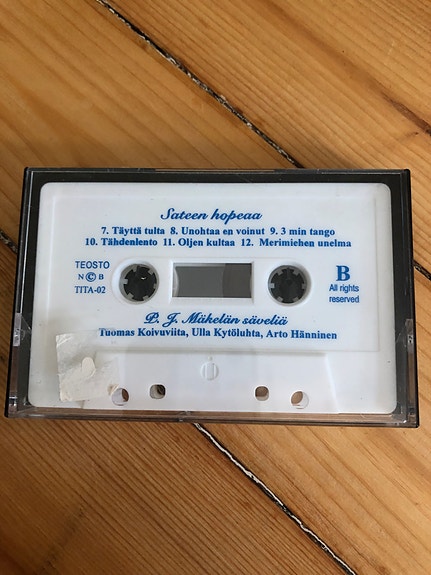 Sateen hopeaa
7. Täyttä tulta 8. Unohtaa en voinut 9. 3 min tango
10. Tähdenlento 11. Oljen kultaa 12. Merimiehen unelma
TEOSTO
N © B
TITA-02
B
All rights
reserved
P. J. Mäkelän säveliä
Tuomas Koivuviita, Ulla Kytöluhta, Arto Hänninen